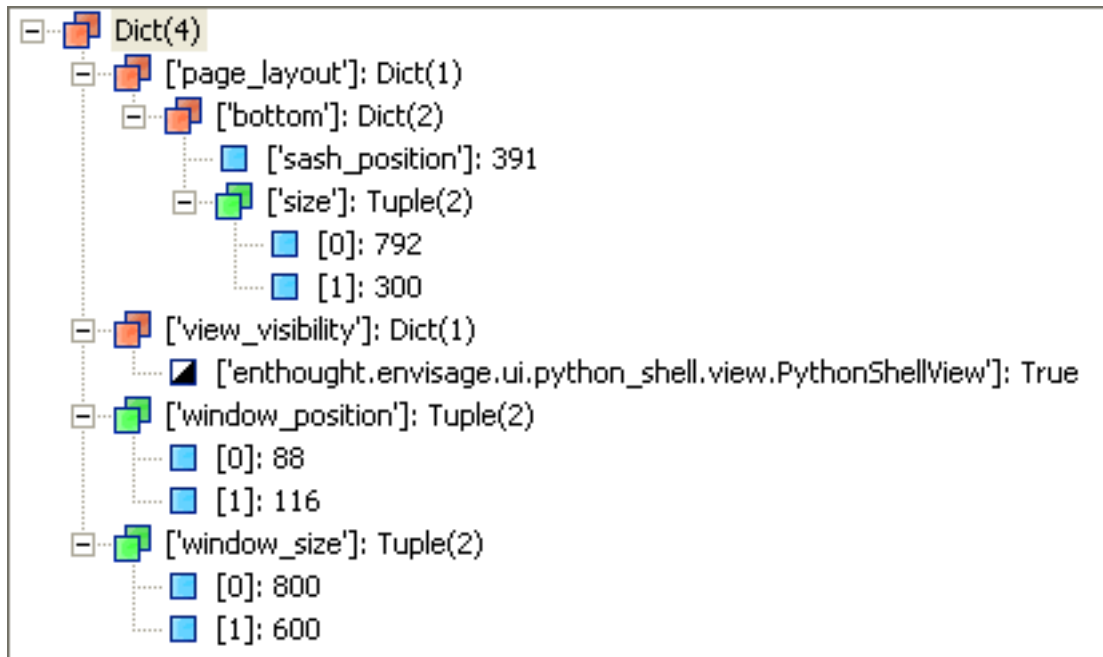 Dict(4)
['page_layout']: Dict(1)
['bottom']: Dict(2)
['sash_position']: 391
['size']: Tuple(2)
[0]: 792
[1]: 300
['view_visibility']: Dict(1)
['enthought.envisage.ui.python_shell.view.PythonShellView']: True
['window_position']: Tuple(2)
[0]: 88
[1]: 116
['window_size']: Tuple(2)
[0]: 800
[1]: 600